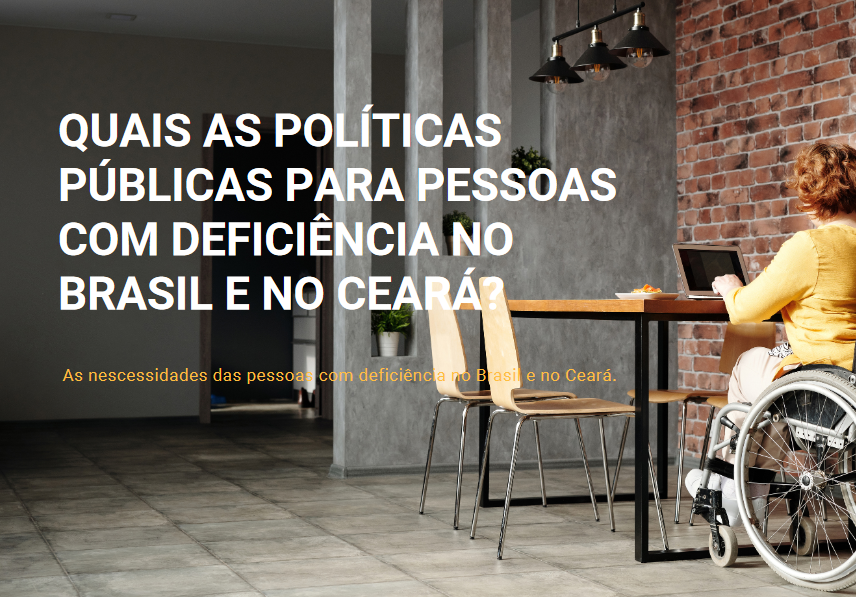 QUAIS AS POLÍTICAS
PÚBLICAS PARA PESSOAS
COM DEFICIÊNCIA NO
BRASIL E NO CEARÁ?
As nescessidades das pessoas com deficiência no Brasil e no Ceará.